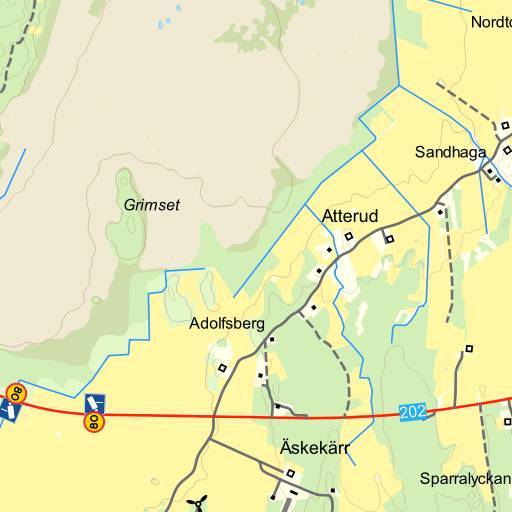 Nordto
Sandhaga
Grimset
Atterud
Adolfsberg
80
80
202
Äskekärr
Sparralyckan